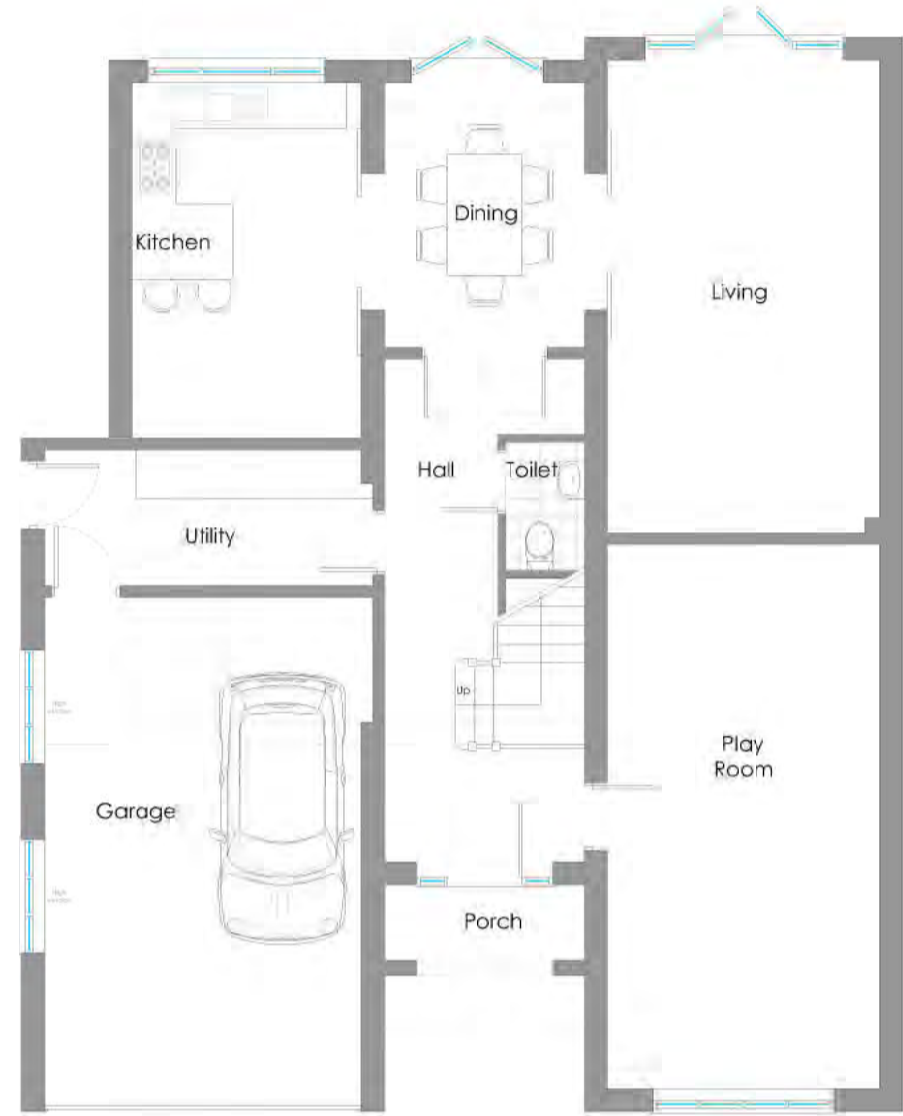 Dining
Kitchen
Living
Hall
Toilet
Utility
Up
Play
Room
Garage
Porch